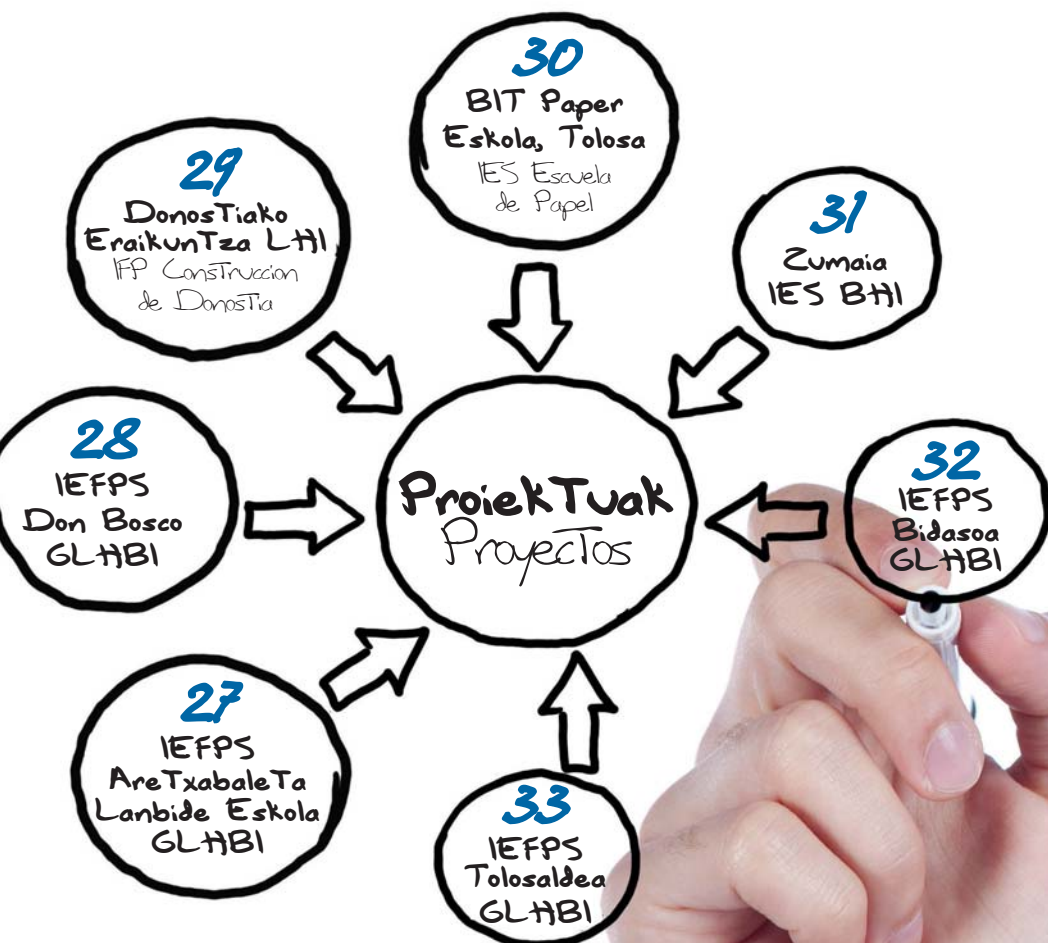 30
BIT Paper
Eskola, Tolosa
IES Escuela
de Papel
29
Donostiako
Eraikuntza LHI
IFP Construccion
de Donostia
31
Zumaia
IES BHI
28
IEFPS
Don Bosco
GLHBI
Proiektuak
Proyectos
32
IEFPS
Bidasoa
GLHBI
27
IEFPS
Aretxabaleta
Lanbide Eskola
GLHBI
33
IEFPS
Tolosaldea
GLHBI